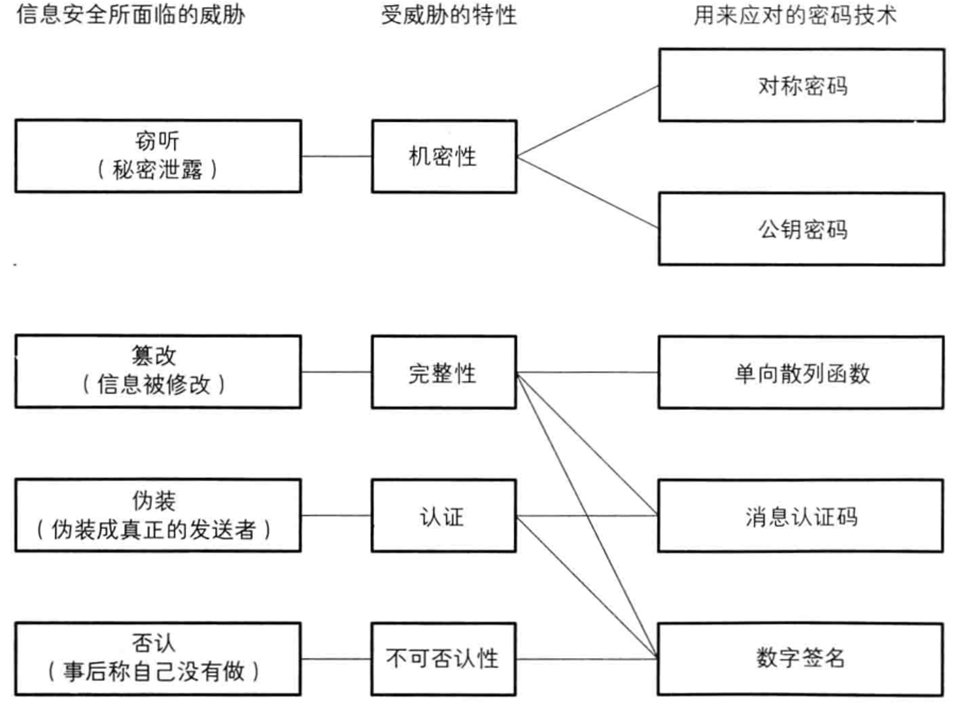 信息安全所面临的威胁
受威胁的特性
用来应对的密码技术
窃听
（秘密泄露）
机密性
对称密码
公钥密码
篡改
（信息被修改）
完整性
单向散列函数
伪装
（伪装成真正的发送者）
认证
消息认证码
否认
（事后称自己没有做）
不可否认性
数字签名